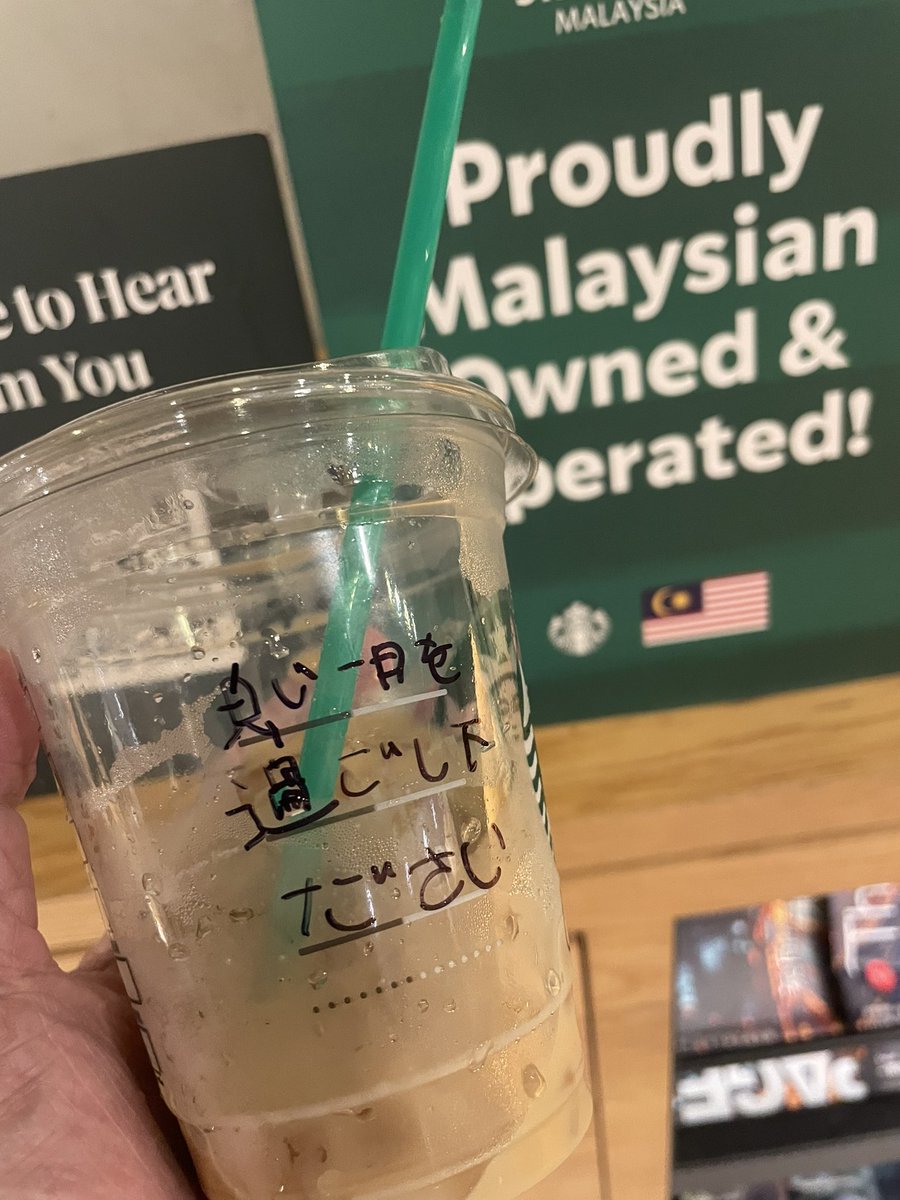 MALAYSIA
Proudly
Malaysian
Owned &
Operated!
to Hear
You
良い一日を
過ごし下
ださい